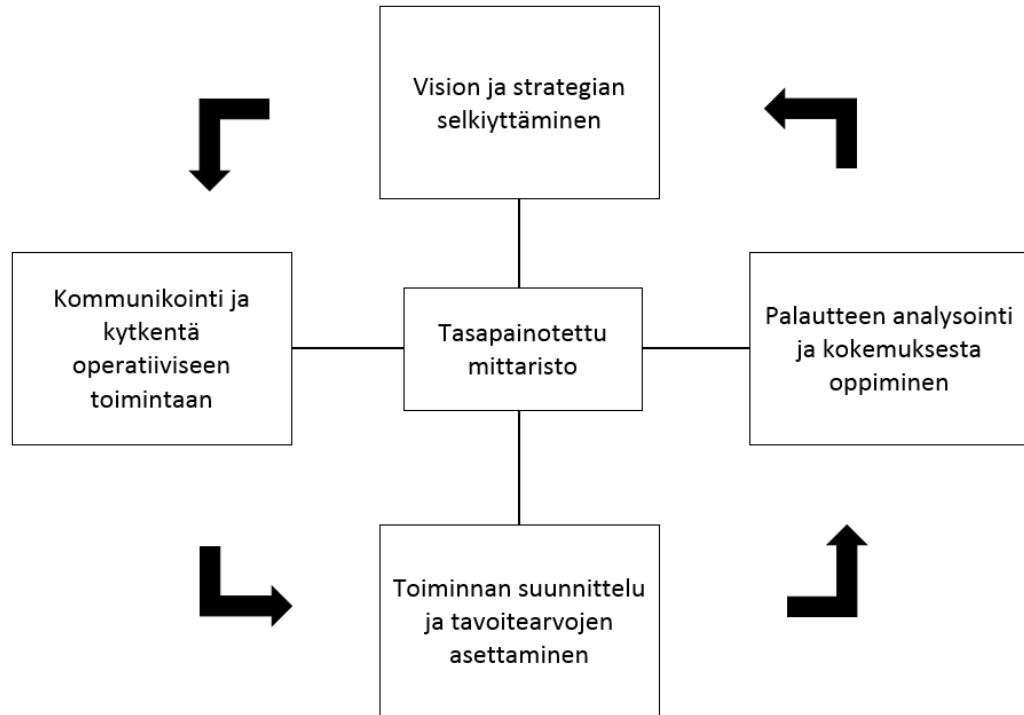 Vision ja strategian
selkiyttäminen
Kommunikointi ja
kytkentä
operatiiviseen
toimintaan
Tasapainotettu
mittaristo
Palautteen analysointi
ja kokemuksesta
oppiminen
Toiminnan suunnittelu
ja tavoitearvojen
asettaminen